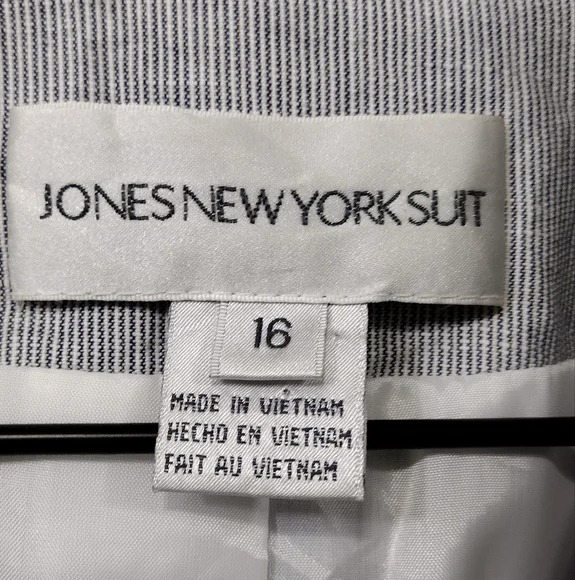 JONES NEW YORK SUIT
16
MADE IN VIETNAM
HECHO EN VIETNAM
FAIT AU VIETNAM